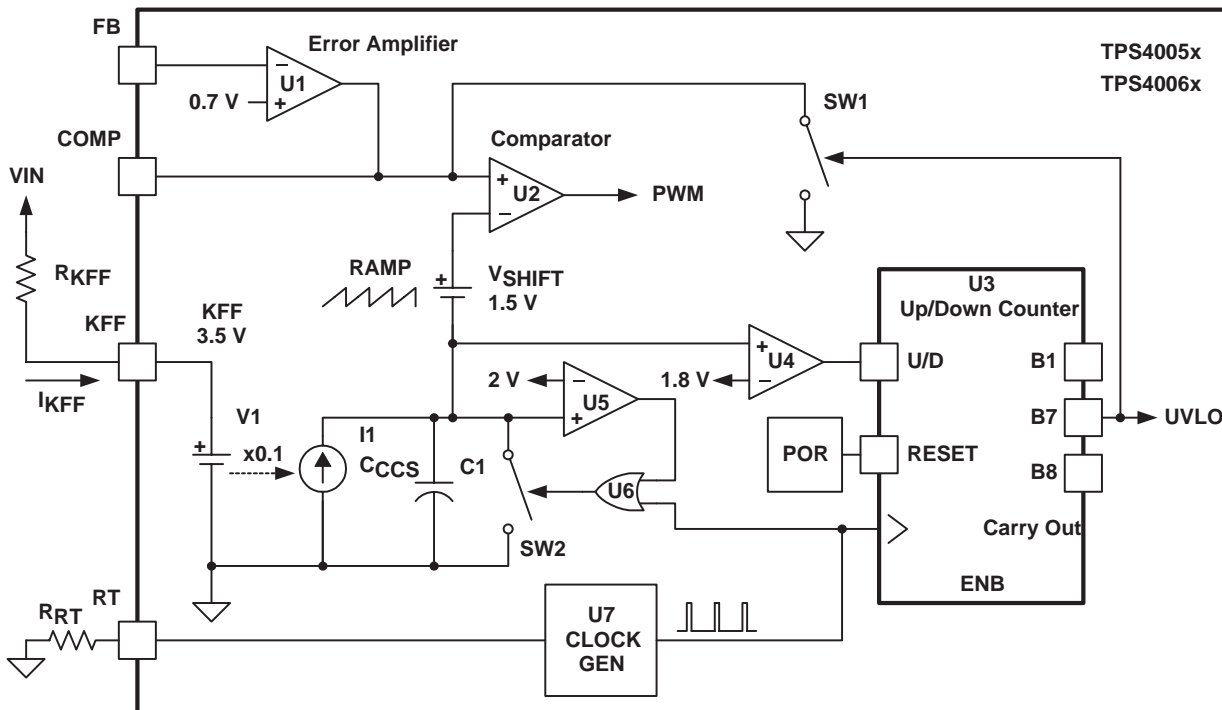 FB
Error Amplifier
TPS4005x
TPS4006x
−
U1
+
0.7 V
SW1
COMP
Comparator
VIN
+
U2
−
PWM
RKFF
RAMP
+
VSHIFT
1.5 V
U3
Up/Down Counter
KFF
KFF
3.5 V
+
U4
−
1.8 V
U/D
B1
2 V
−
U5
+
IKFF
V1
+
x0.1
I1
CCCS
C1
B7
UVLO
POR
RESET
U6
B8
SW2
Carry Out
ENB
RRT
RT
U7
CLOCK
GEN